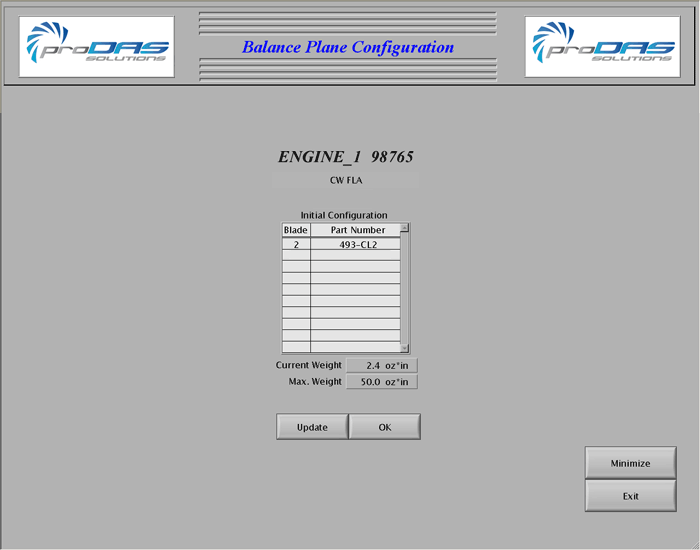 proDAS
SOLUTIONS
Balance Plane Configuration
proDAS
SOLUTIONS
ENGINE_1 98765
CW FLA
Initial Configuration
Blade Part Number
2 493-CL2
Current Weight 2.4 oz*in
Max. Weight 50.0 oz*in
Update OK
Minimize
Exit